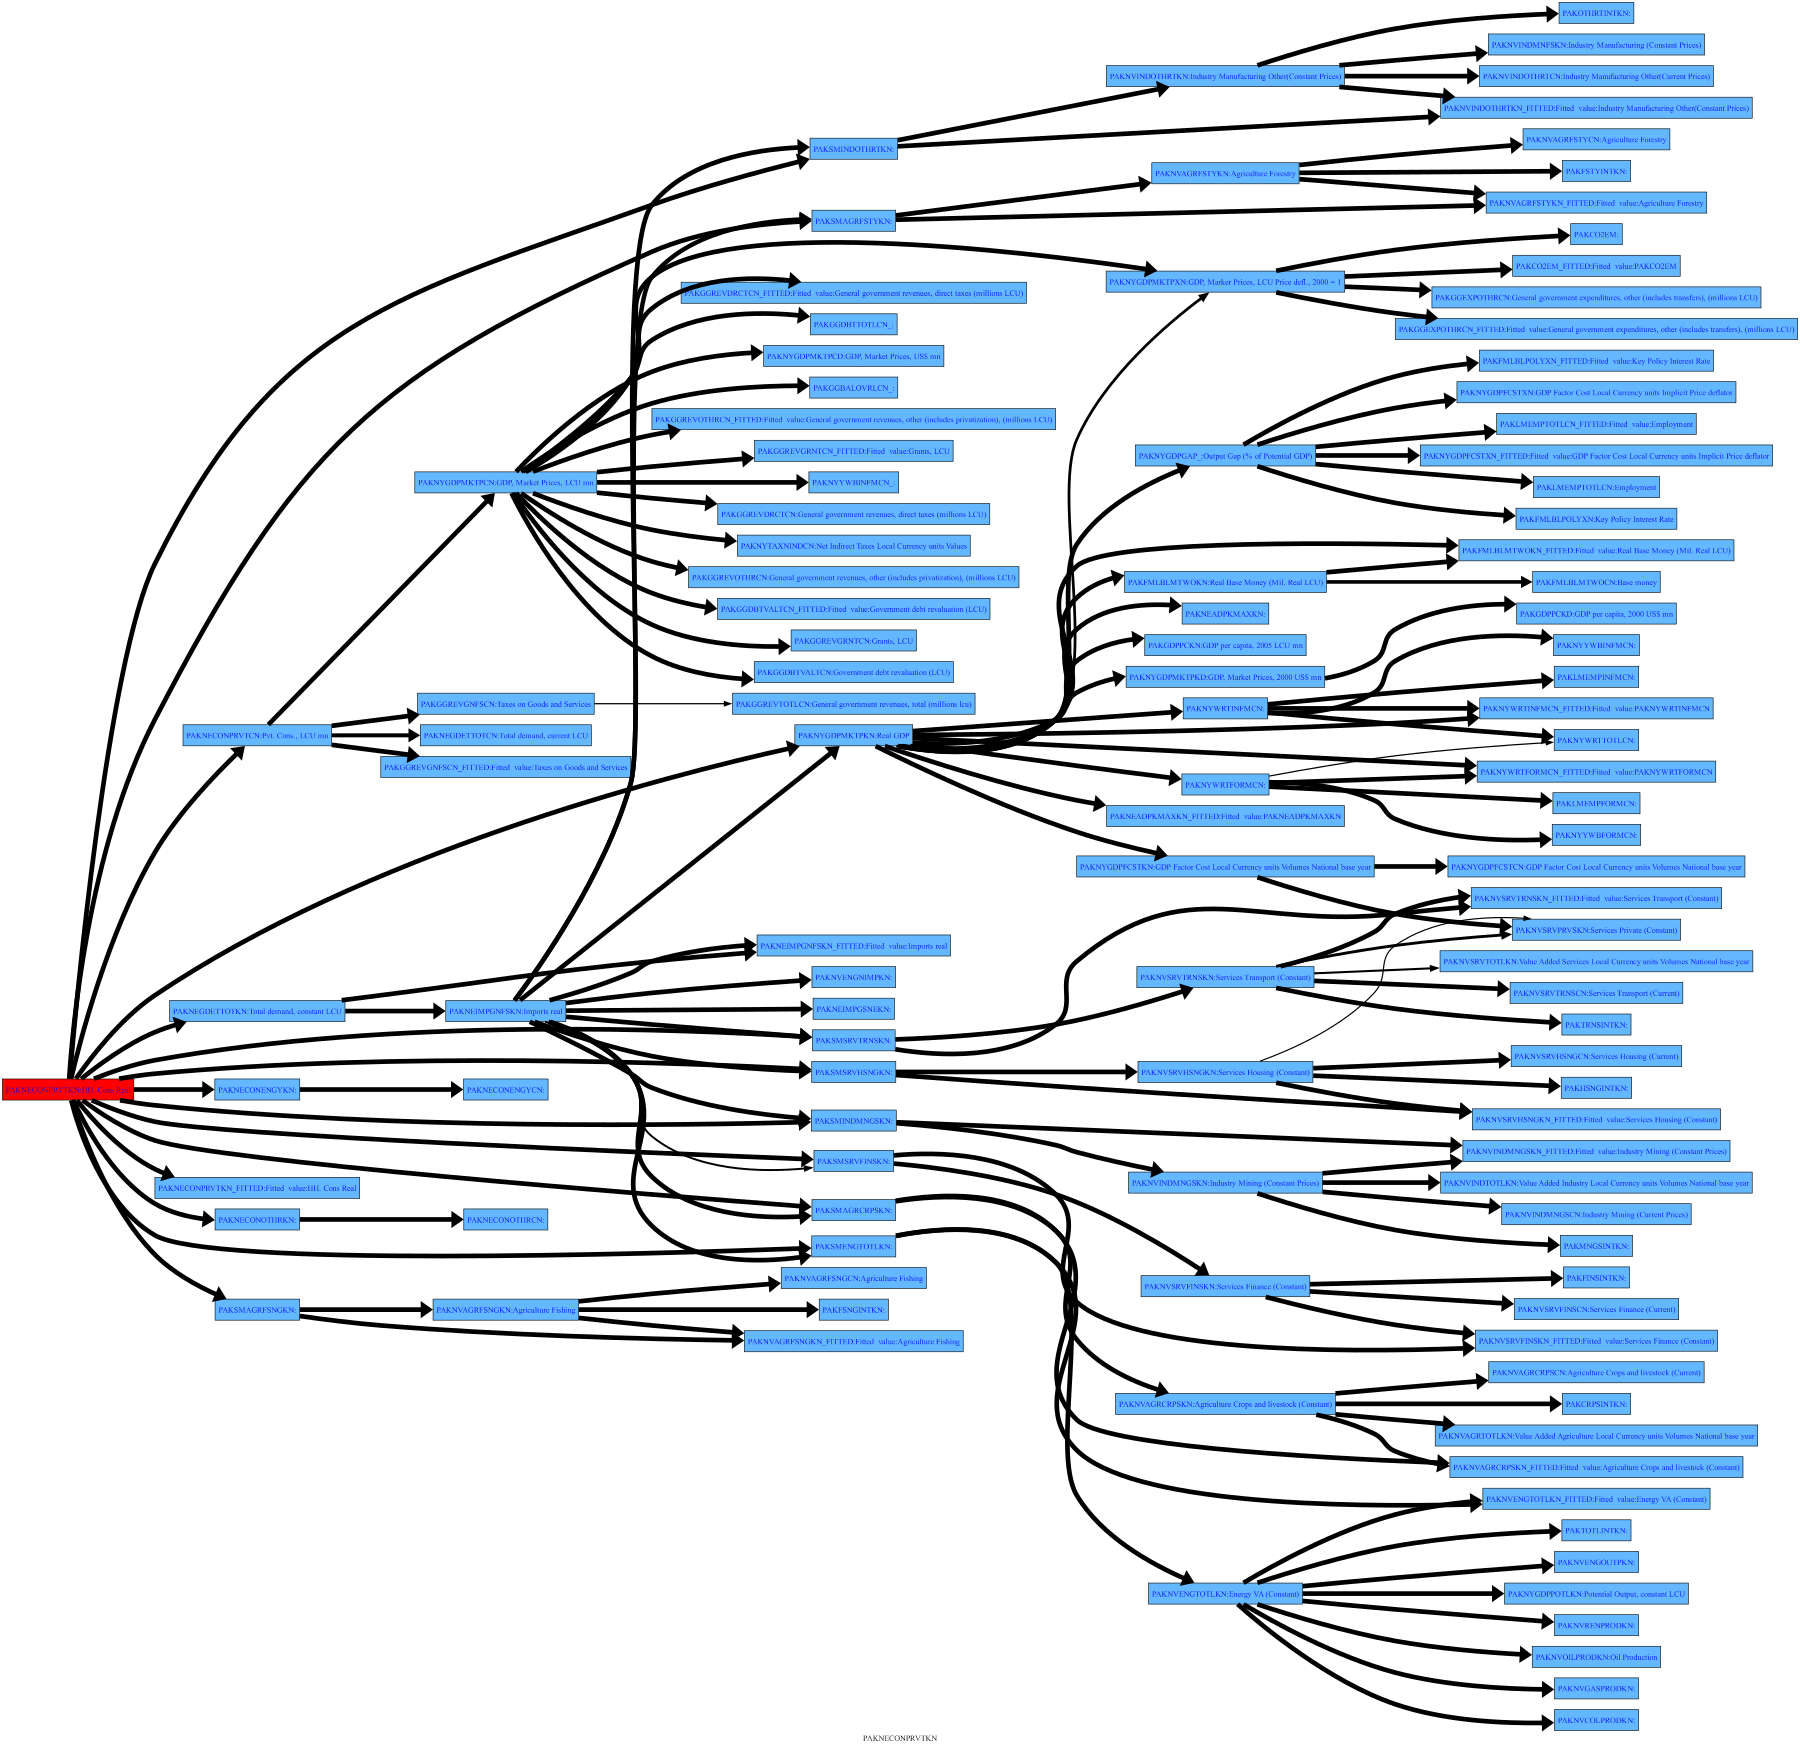 PAKOTHRTINTKN:
PAKNVINDMNFSKN:Industry Manufacturing (Constant Prices)
PAKNVINDOTHRTKN:Industry Manufacturing Other(Constant Prices)
PAKNVINDOTHRTCN:Industry Manufacturing Other(Current Prices)
PAKNVINDOTHRTKN_FITTED:Fitted value:Industry Manufacturing Other(Constant Prices)
PAKSMINDOTHRTKN:
PAKNVAGRFSTYCN:Agriculture Forestry
PAKNVAGRFSTYKN:Agriculture Forestry
PAKFSTYINTKN:
PAKNVAGRFSTYKN_FITTED:Fitted value:Agriculture Forestry
PAKSMAGRFSTYKN:
PAKCO2EM:
PAKCO2EM_FITTED:Fitted value:PAKCO2EM
PAKNYGDPMKTPXN:GDP, Marker Prices, LCU Price defl., 2000 = 1
PAKGGREVDRCTCN_FITTED:Fitted value:General government revenues, direct taxes (millions LCU)
PAKGGEXPOTHRCN:General government expenditures, other (includes transfers), (millions LCU)
PAKGGDBTTOTLCN_:
PAKGGEXPOTHRCN_FITTED:Fitted value:General government expenditures, other (includes transfers), (millions LCU)
PAKNYGDPMKTPCD:GDP, Market Prices, US$ mn
PAKFMLBLPOLYXN_FITTED:Fitted value:Key Policy Interest Rate
PAKGGBALOVRLCN_:
PAKNYGDPFCSTXN:GDP Factor Cost Local Currency units Implicit Price deflator
PAKGGREVOTHRCN_FITTED:Fitted value:General government revenues, other (includes privatization), (millions LCU)
PAKLMEMPTOTLCN_FITTED:Fitted value:Employment
PAKGGREVGRNTCN_FITTED:Fitted value:Grants, LCU
PAKNYGDPGAP_:Output Gap (% of Potential GDP)
PAKNYGDPFCSTXN_FITTED:Fitted value:GDP Factor Cost Local Currency units Implicit Price deflator
PAKNYGDPMKTPCN:GDP, Market Prices, LCU mn
PAKNYYWBINFMCN_:
PAKLMEMPTOTLCN:Employment
PAKGGREVDRCTCN:General government revenues, direct taxes (millions LCU)
PAKFMLBLPOLYXN:Key Policy Interest Rate
PAKNYTAXNINDCN:Net Indirect Taxes Local Currency units Values
PAKFMLBLMTWOKN_FITTED:Fitted value:Real Base Money (Mil. Real LCU)
PAKGGREVOTHRCN:General government revenues, other (includes privatization), (millions LCU)
PAKFMLBLMTWOKN:Real Base Money (Mil. Real LCU)
PAKFMLBLMTWOCN:Base money
PAKGGDBTVALTCN_FITTED:Fitted value:Government debt revaluation (LCU)
PAKNEADPKMAXKN:
PAKGDPPCKD:GDP per capita, 2000 US$ mn
PAKGGREVGRNTCN:Grants, LCU
PAKGDPPCKN:GDP per capita, 2005 LCU mn
PAKNYYWBINFMCN:
PAKGGDBTVALTCN:Government debt revaluation (LCU)
PAKNYGDPMKTPKD:GDP, Market Prices, 2000 US$ mn
PAKLMEMPINFMCN:
PAKGGREVGNFSCN:Taxes on Goods and Services
PAKGGREVTOTLCN:General government revenues, total (millions lcu)
PAKNYWRTINFMCN:
PAKNYWRTINFMCN_FITTED:Fitted value:PAKNYWRTINFMCN
PAKNECONPRVTCN:Pvt. Cons., LCU mn
PAKNEGDETTOTCN:Total demand, current LCU
PAKNYGDPMKTPKN:Real GDP
PAKNYWRTTOTLCN:
PAKGGREVGNFSCN_FITTED:Fitted value:Taxes on Goods and Services
PAKNYWRTFORMCN_FITTED:Fitted value:PAKNYWRTFORMCN
PAKNYWRTFORMCN:
PAKLMEMPFORMCN:
PAKNEADPKMAXKN_FITTED:Fitted value:PAKNEADPKMAXKN
PAKNYYWBFORMCN:
PAKNYGDPFCSTKN:GDP Factor Cost Local Currency units Volumes National base year
PAKNYGDPFCSTCN:GDP Factor Cost Local Currency units Volumes National base year
PAKNVSRVTRNSKN_FITTED:Fitted value:Services Transport (Constant)
PAKNVSRVPRVSKN:Services Private (Constant)
PAKNEIMPGNFSKN_FITTED:Fitted value:Imports real
PAKNVSRVTOTLKN:Value Added Services Local Currency units Volumes National base year
PAKNVENGNIMPKN:
PAKNVSRVTRNSKN:Services Transport (Constant)
PAKNVSRVTRNSCN:Services Transport (Current)
PAKNEGDETTOTKN:Total demand, constant LCU
PAKNEIMPGNFSKN:Imports real
PAKNEIMPGSNEKN:
PAKTRNSINTKN:
PAKSMSRVTRNSKN:
PAKNVSRVHSNGCN:Services Housing (Current)
PAKSMSRVHSNGKN:
PAKNVSRVHSNGKN:Services Housing (Constant)
PAKHSNGINTKN:
PAKNECONPRVTKN:HH. Cons Real
PAKNECONENGYKN:
PAKNECONENGYCN:
PAKNVSRVHSNGKN_FITTED:Fitted value:Services Housing (Constant)
PAKSMINDMNGSKN:
PAKNVINDMNGSKN_FITTED:Fitted value:Industry Mining (Constant Prices)
PAKSMSRVFINSKN:
PAKNVINDMNGSKN:Industry Mining (Constant Prices)
PAKNVINDTOTLKN:Value Added Industry Local Currency units Volumes National base year
PAKNECONPRVTKN_FITTED:Fitted value:HH. Cons Real
PAKSMAGRCRPSKN:
PAKNVINDMNGSCN:Industry Mining (Current Prices)
PAKNECONOTHRKN:
PAKNECONOTHRCN:
PAKSMENGTOTLKN:
PAKMNGSINTKN:
PAKNVAGRFSNGCN:Agriculture Fishing
PAKFINSINTKN:
PAKNVSRVFINSKN:Services Finance (Constant)
PAKSMAGRFSNGKN:
PAKNVAGRFSNGKN:Agriculture Fishing
PAKFSNGINTKN:
PAKNVSRVFINSCN:Services Finance (Current)
PAKNVAGRFSNGKN_FITTED:Fitted value:Agriculture Fishing
PAKNVSRVFINSKN_FITTED:Fitted value:Services Finance (Constant)
PAKNVAGRCRPSCN:Agriculture Crops and livestock (Current)
PAKNVAGRCRPSKN:Agriculture Crops and livestock (Constant)
PAKCRPSINTKN:
PAKNVAGRTOTLKN:Value Added Agriculture Local Currency units Volumes National base year
PAKNVAGRCRPSKN_FITTED:Fitted value:Agriculture Crops and livestock (Constant)
PAKNVENGTOTLKN_FITTED:Fitted value:Energy VA (Constant)
PAKTOTLINTKN:
PAKNVENGOUTPKN:
PAKNVENGTOTLKN:Energy VA (Constant)
PAKNYGDPPOTLKN:Potential Output, constant LCU
PAKNVRENPRODKN:
PAKNVOILPRODKN:Oil Production
PAKNVGASPRODKN:
PAKNVCOLPRODKN:
PAKNECONPRVTKN